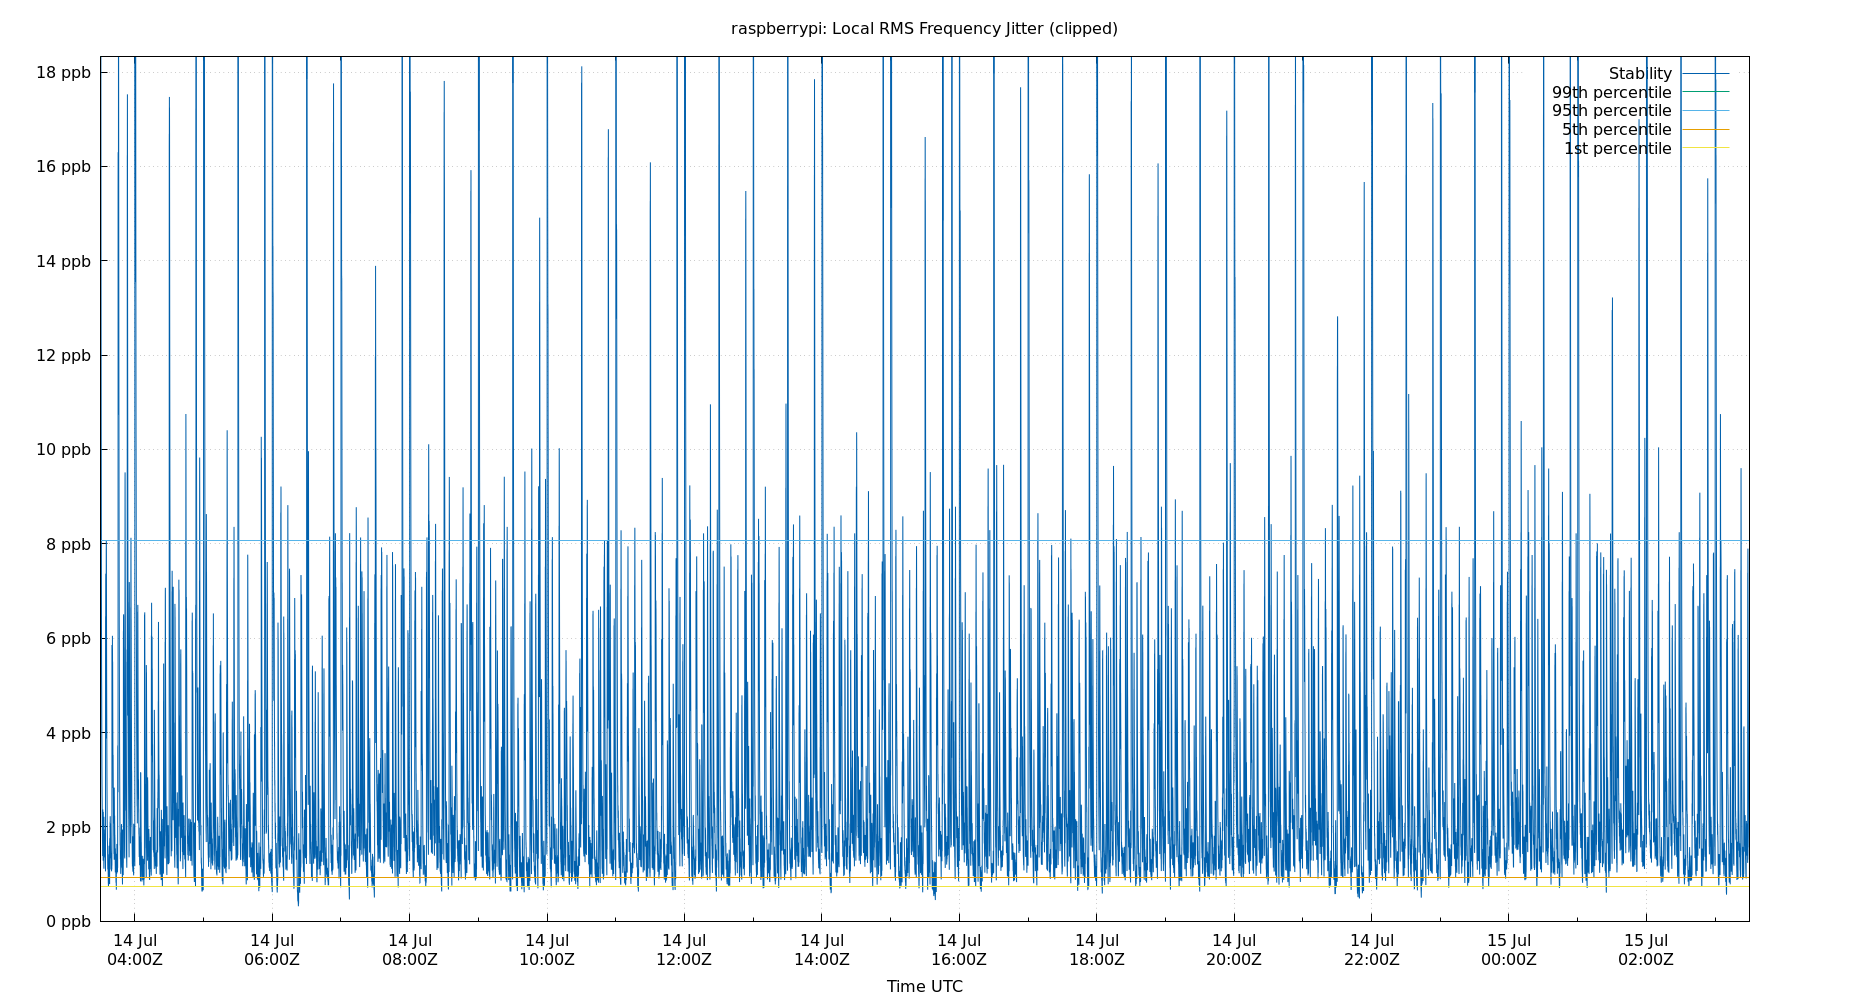 raspberrypi: Local RMS Frequency Jitter (clipped)
18 ppb
16 ppb
14 ppb
12 ppb
10 ppb
8 ppb
6 ppb
4 ppb
2 ppb
0 ppb
Stability
99th percentile
95th percentile
5th percentile
1st percentile
14 Jul
04:00Z
14 Jul
06:00Z
14 Jul
08:00Z
14 Jul
10:00Z
14 Jul
12:00Z
14 Jul
14:00Z
14 Jul
16:00Z
14 Jul
18:00Z
14 Jul
20:00Z
14 Jul
22:00Z
15 Jul
00:00Z
15 Jul
02:00Z
Time UTC